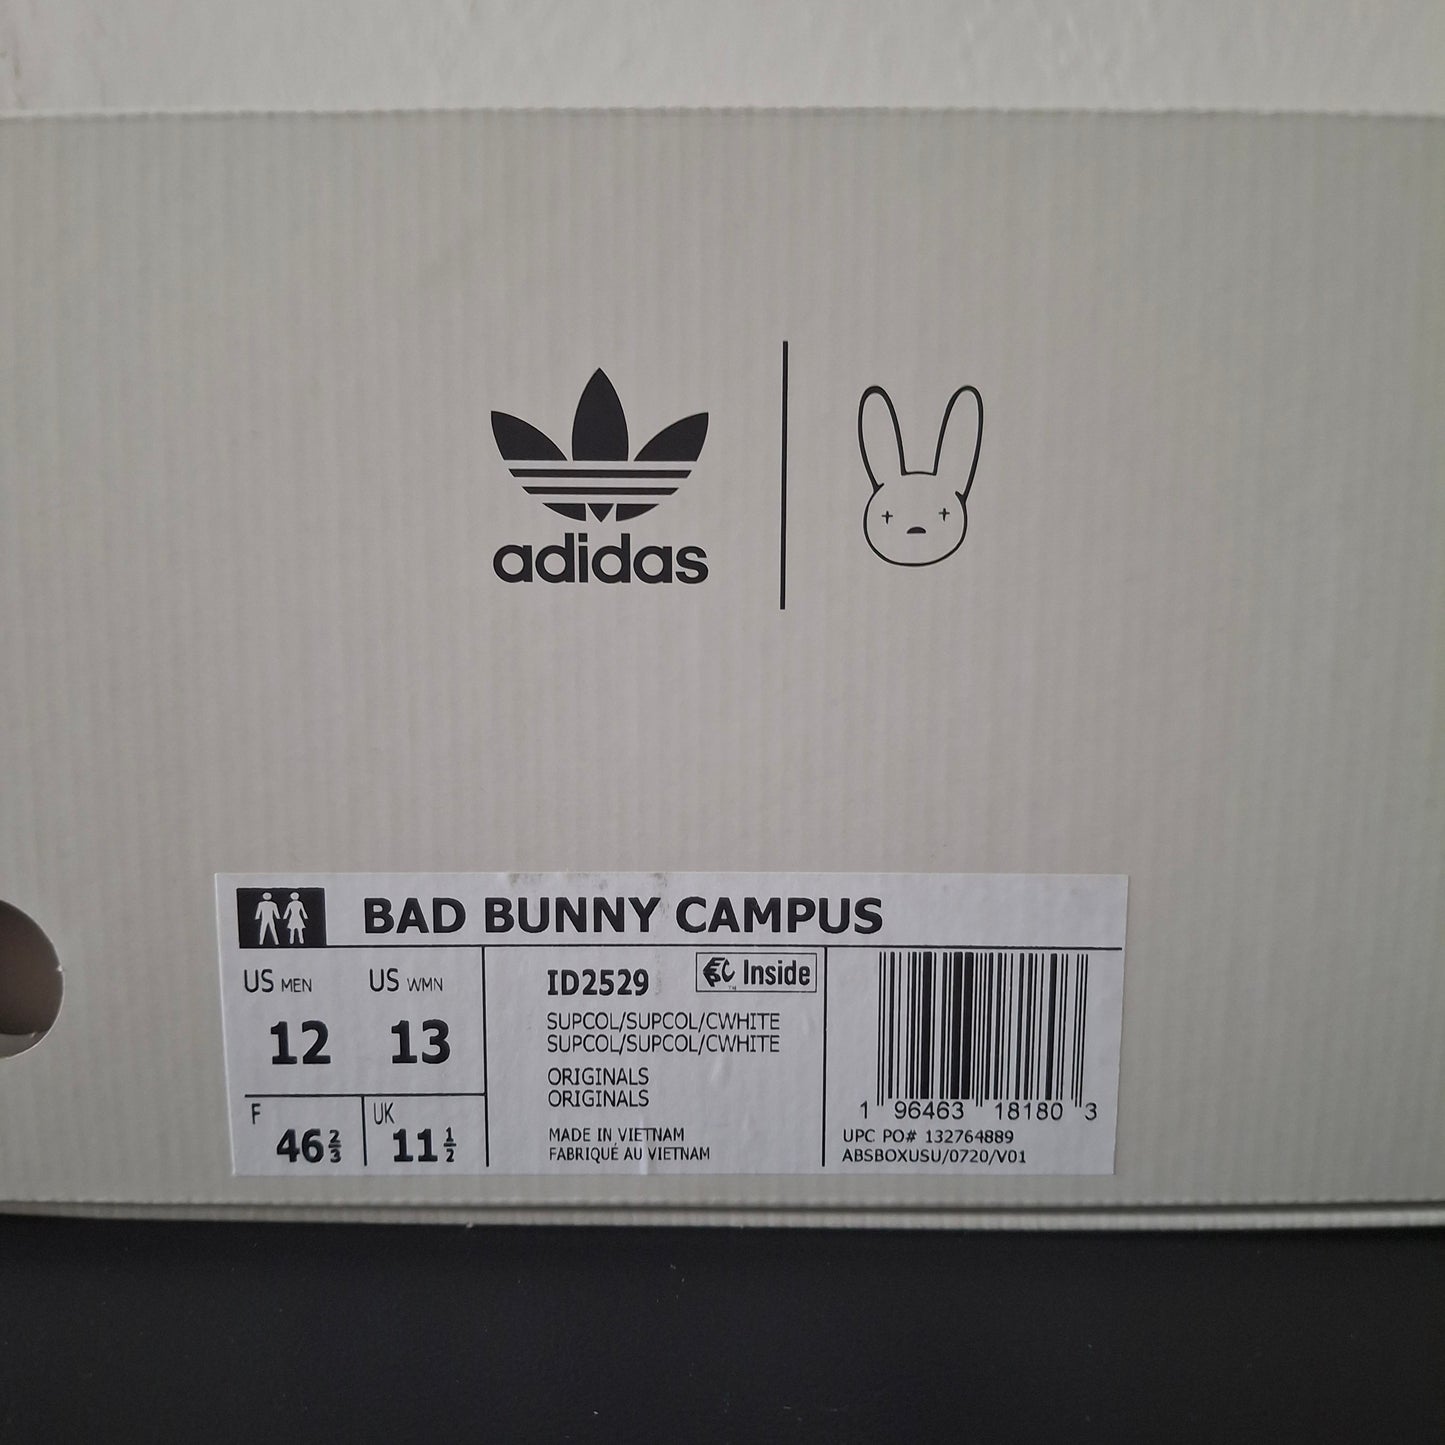 adidas
BAD BUNNY CAMPUS
US MEN
US WMN
12
13
F
46 2/3
UK
11 1/2
ID2529
Inside
SUPCOL/SUPCOL/CWHITE
SUPCOL/SUPCOL/CWHITE
ORIGINALS
ORIGINALS
MADE IN VIETNAM
FABRIQUÉ AU VIETNAM
1 96463 18180 3
UPC PO# 132764889
ABSBOXUSU/0720/V01